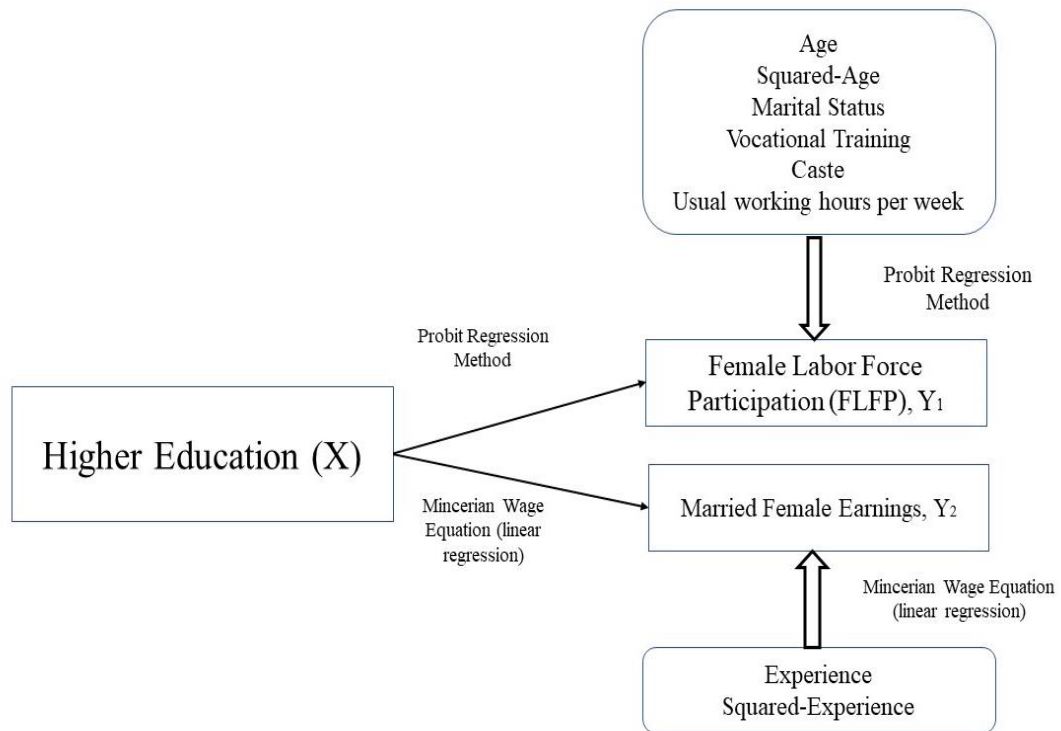 Age
Squared-Age
Marital Status
Vocational Training
Caste
Usual working hours per week
Probit Regression
Method
Probit Regression
Method
Female Labor Force
Participation (FLFP), Y₁
Higher Education (X)
Mincerian Wage
Equation (linear
regression)
Married Female Earnings, Y₂
Mincerian Wage Equation
(linear regression)
Experience
Squared-Experience